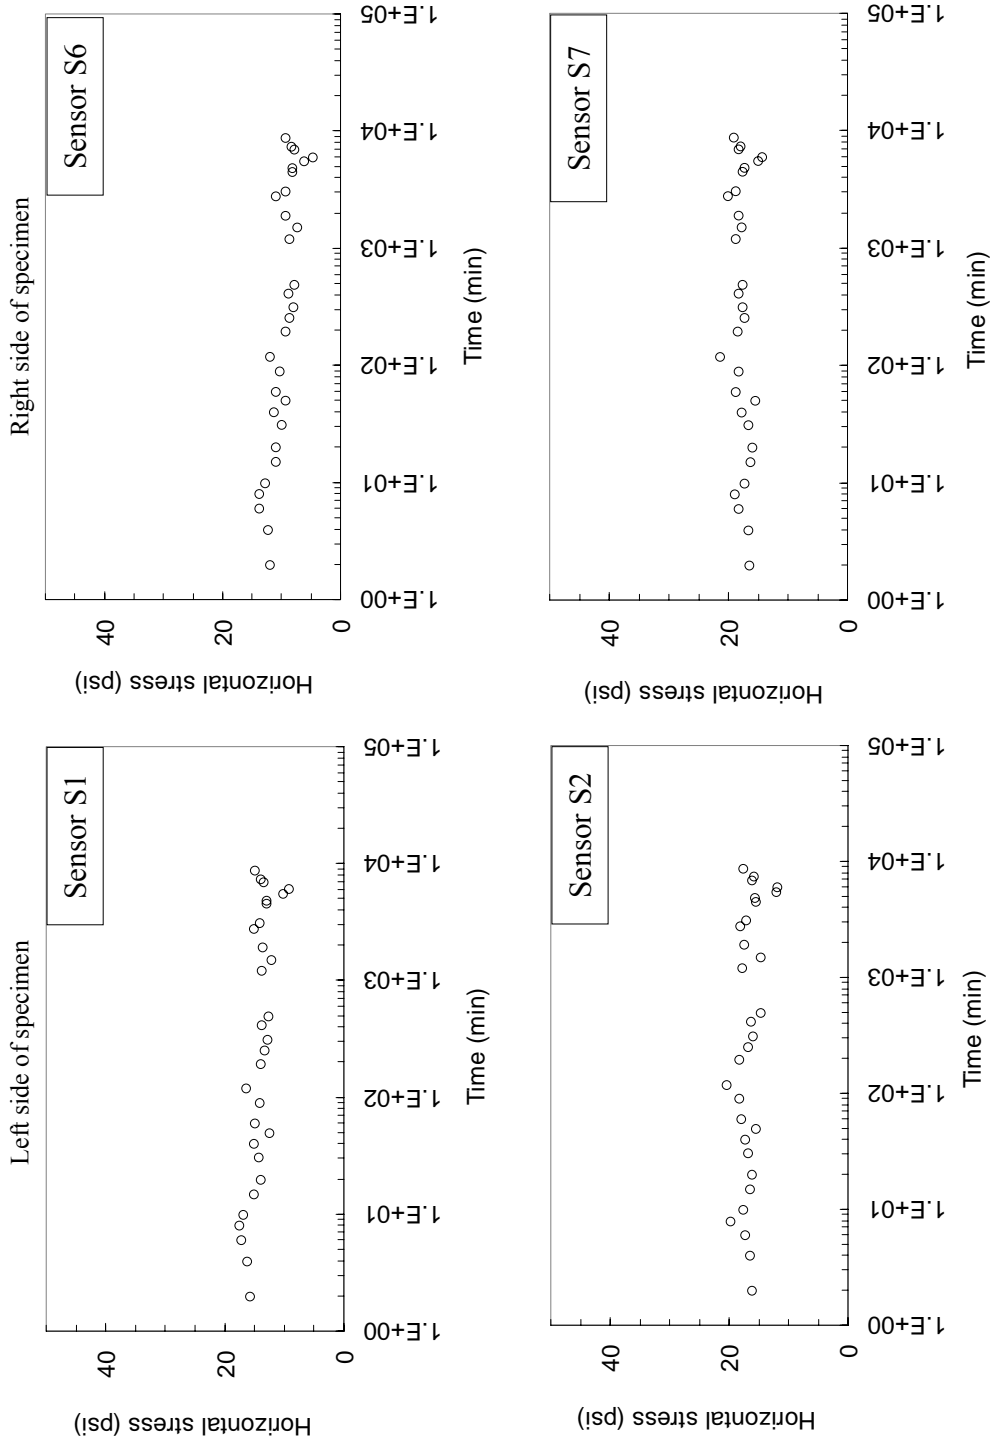 Left side of specimen
Right side of specimen
Sensor S1
Horizontal stress (psi)
40
20
0
1.E+00
1.E+01
1.E+02
1.E+03
1.E+04
1.E+05
Time (min)
Sensor S6
Horizontal stress (psi)
40
20
0
1.E+00
1.E+01
1.E+02
1.E+03
1.E+04
1.E+05
Time (min)
Sensor S2
Horizontal stress (psi)
40
20
0
1.E+00
1.E+01
1.E+02
1.E+03
1.E+04
1.E+05
Time (min)
Sensor S7
Horizontal stress (psi)
40
20
0
1.E+00
1.E+01
1.E+02
1.E+03
1.E+04
1.E+05
Time (min)